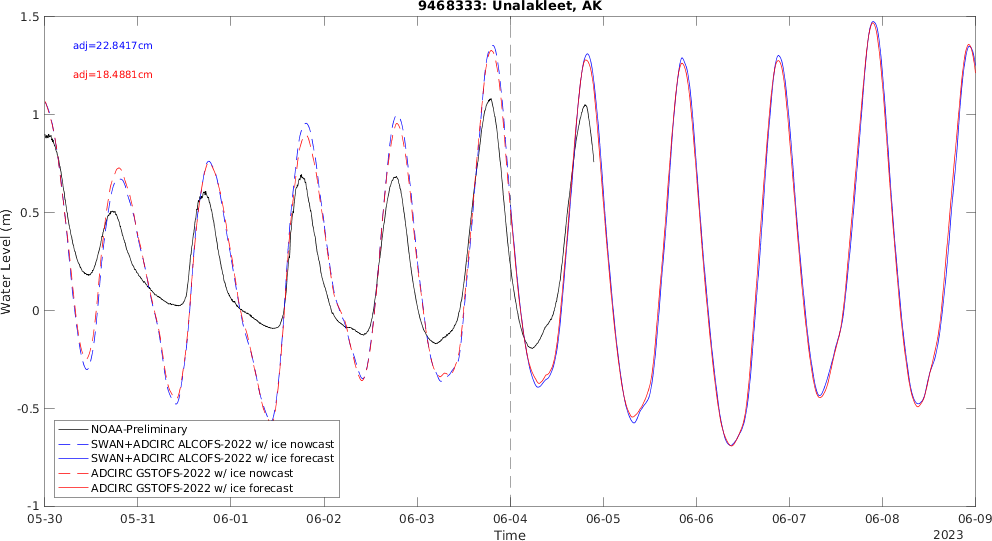 9468333: Unalakleet, AK
adj=22.8417cm
adj=18.4881cm
Water Level (m)
1.5
1
0.5
0
-0.5
-1
NOAA-Preliminary
SWAN+ADCIRC ALCOFS-2022 w/ ice nowcast
SWAN+ADCIRC ALCOFS-2022 w/ ice forecast
ADCIRC GSTOFS-2022 w/ ice nowcast
ADCIRC GSTOFS-2022 w/ ice forecast
05-30 05-31 06-01 06-02 06-03 06-04 06-05 06-06 06-07 06-08 06-09
Time
2023